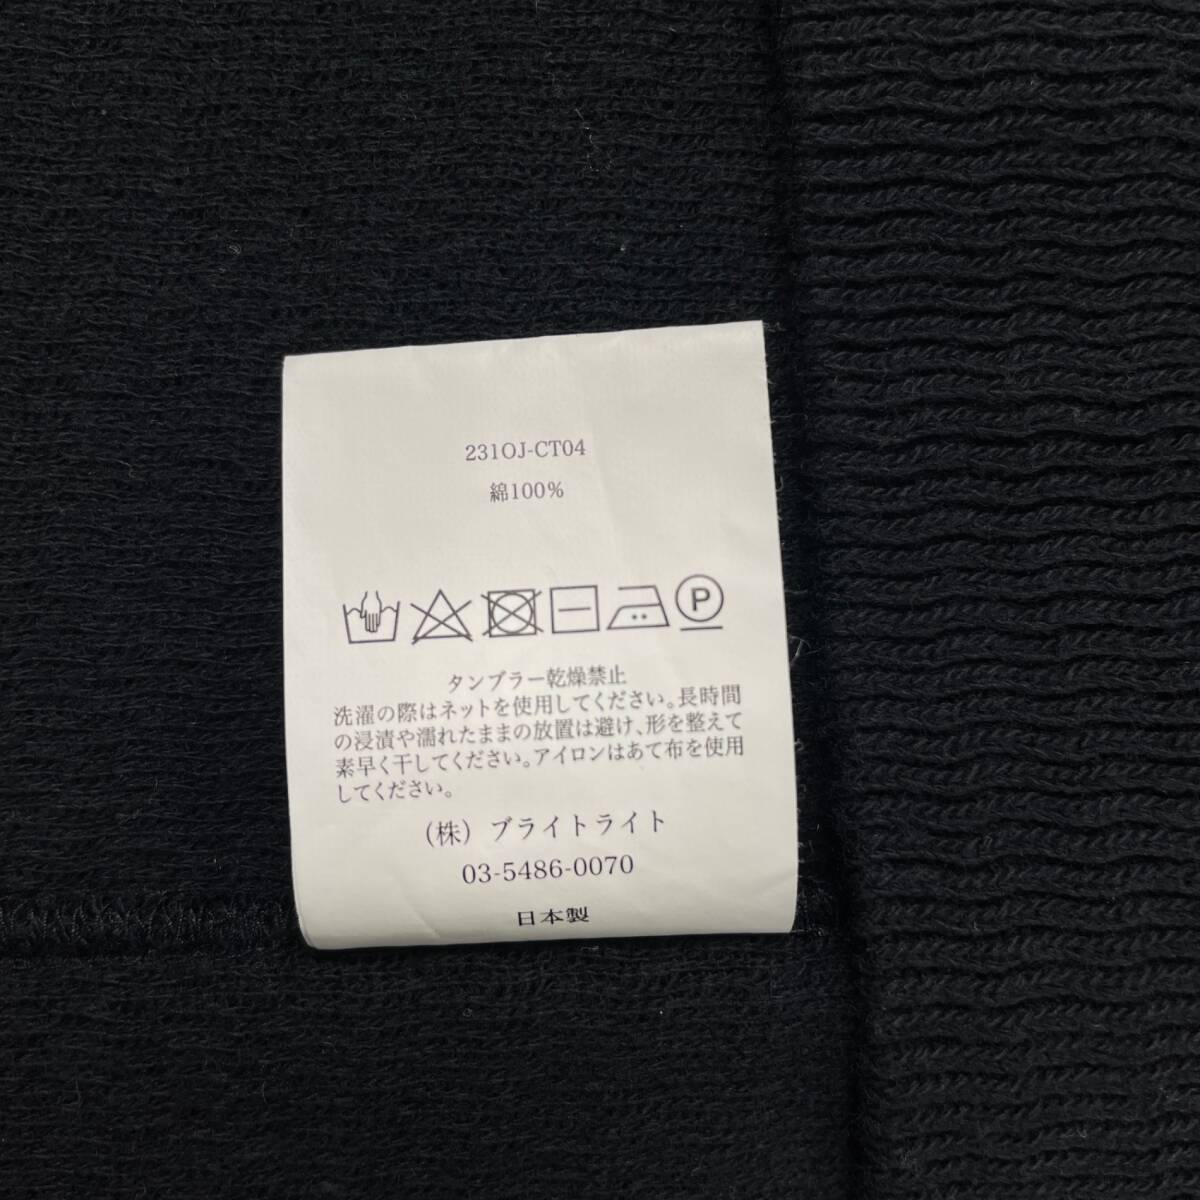 231OJ-CT04
綿100%
P
タンブラー乾燥禁止
洗濯の際はネットを使用してください。長時間
の浸漬や濡れたままの放置は避け、形を整えて
素早く干してください。アイロンはあて布を使用
してください。
（株）ブライトライト
03-5486-0070
日本製